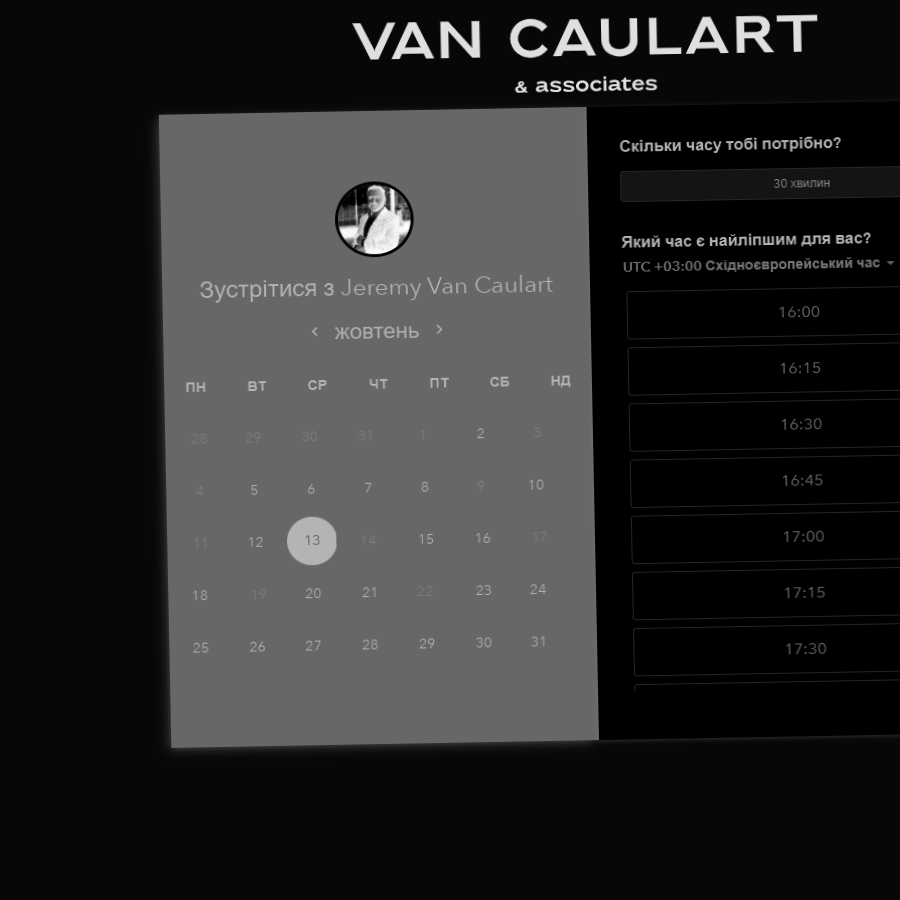 VAN CAULART
& associates
Зустрітися з Jeremy Van Caulart
жовтень
ПН ВТ СР ЧТ ПТ СБ НД
28 29 30 31 1 2 3
4 5 6 7 8 9 10
11 12 13 14 15 16 17
18 19 20 21 22 23 24
25 26 27 28 29 30 31
Скільки часу тобі потрібно?
30 хвилин
Який час є найліпшим для вас?
UTC +03:00 Східноєвропейський час
16:00
16:15
16:30
16:45
17:00
17:15
17:30